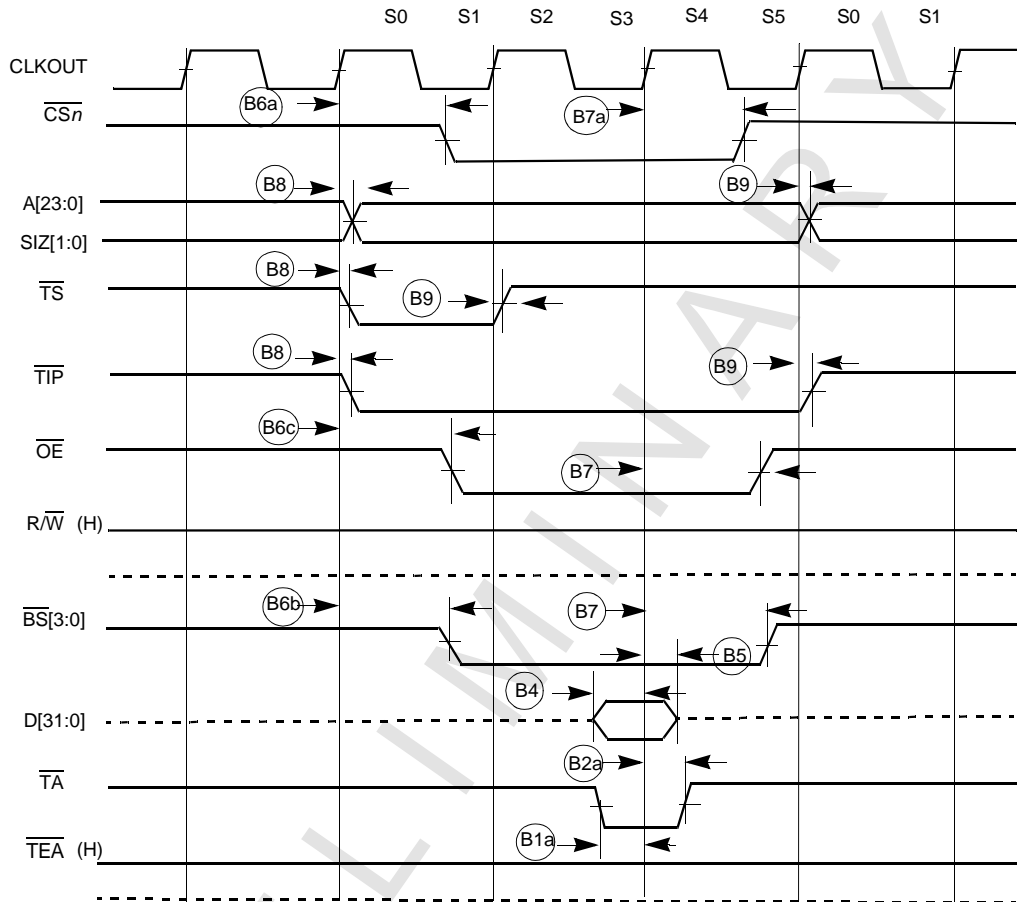 S0 S1 S2 S3 S4 S5 S0 S1
CLKOUT
CSn
B6a
B7a
B8
B9
A[23:0]
SIZ[1:0]
B8
TS
B9
B8
B9
TIP
B6c
OE
B7
R/W (H)
B6b
B7
BS[3:0]
B5
B4
D[31:0]
B2a
TA
B1a
TEA (H)
LIMINARY